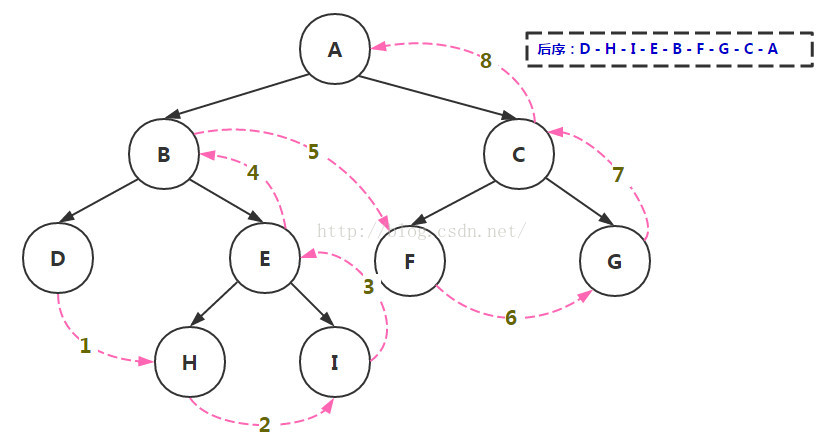 A
后序：D - H - I - E - B - F - G - C - A
8
B
5
4
C
7
http://blog.csdn.net/
D
E
F
G
3
1
6
H
I
2